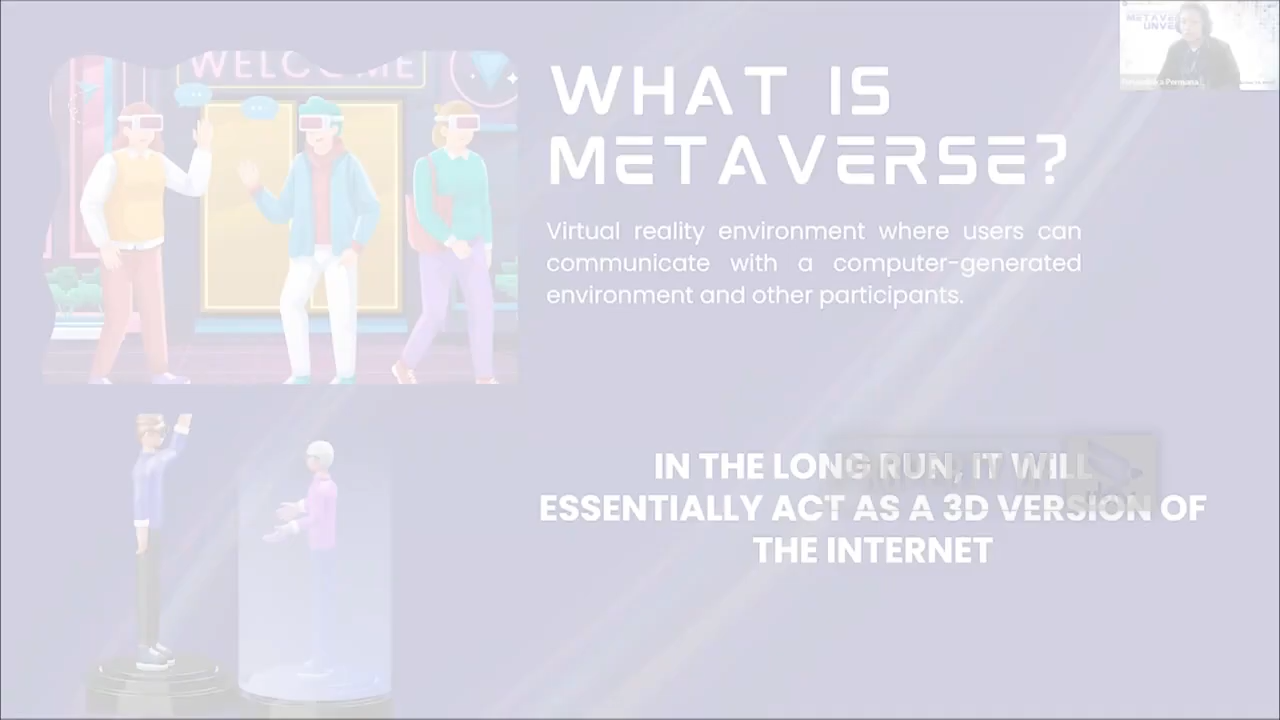 WELCOME
WHAT IS
METAVERSE?
Virtual reality environment where users can
communicate with a computer-generated
environment and other participants.
IN THE LONG RUN, IT WILL
ESSENTIALLY ACT AS A 3D VERSION OF
THE INTERNET